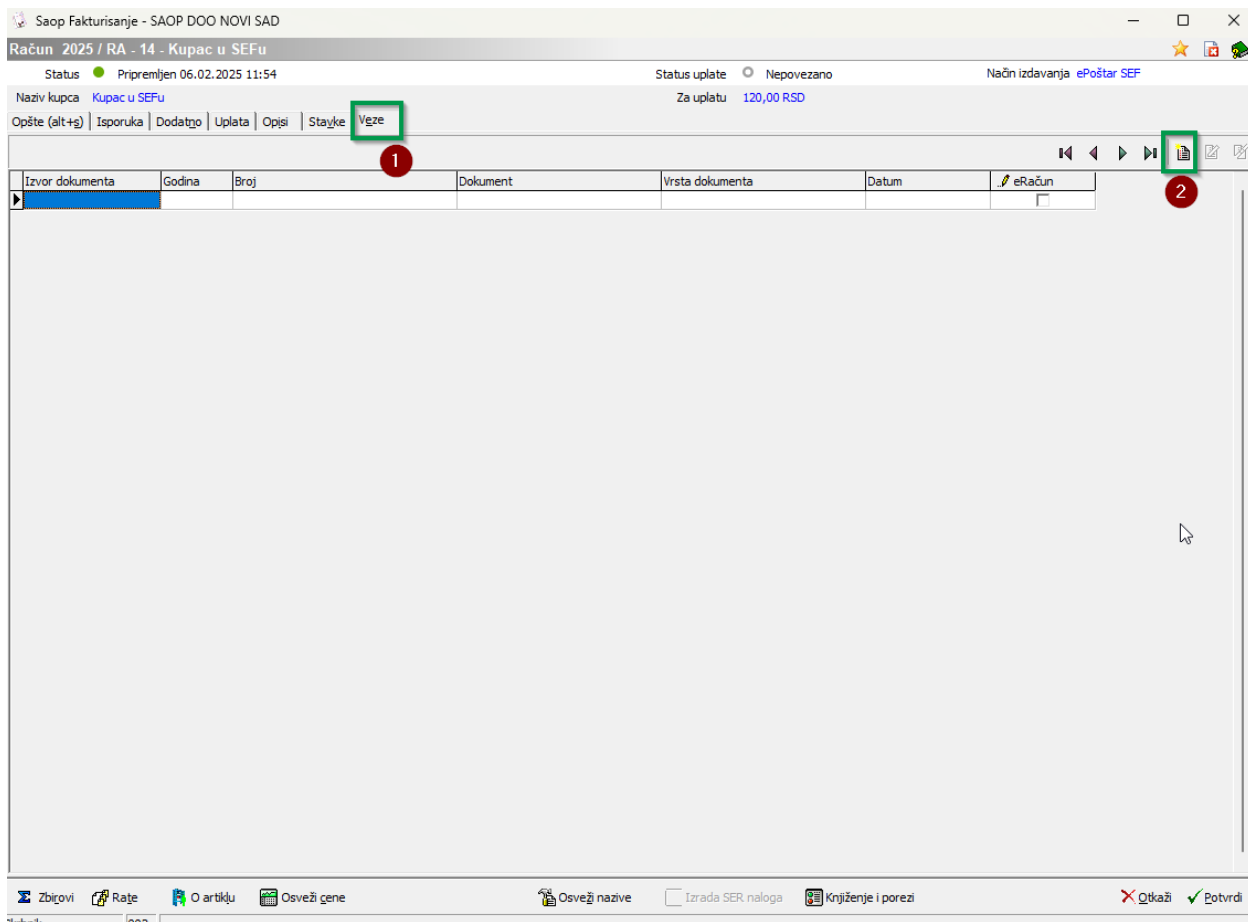 Saop Fakturisanje - SAOP DOO NOVI SAD
Račun 2025 / RA - 14 - Kupac u SEFu
Status Pripremljen 06.02.2025 11:54 Status uplate Nepovezano Način izdavanja ePoštar SEF
Naziv kupca Kupac u SEFu Za uplatu 120,00 RSD
Opšte (alt+s) Isporuka Dodatno Uplata Opisi Stavke Veze
1
2
Izvor dokumenta Godina Broj Dokument Vrsta dokumenta Datum eRačun
Zbirovi Rate O artiklu Osveži cene Osveži nazive Izrada SER naloga Knjiženje i porezi Otkaži Potvrdi